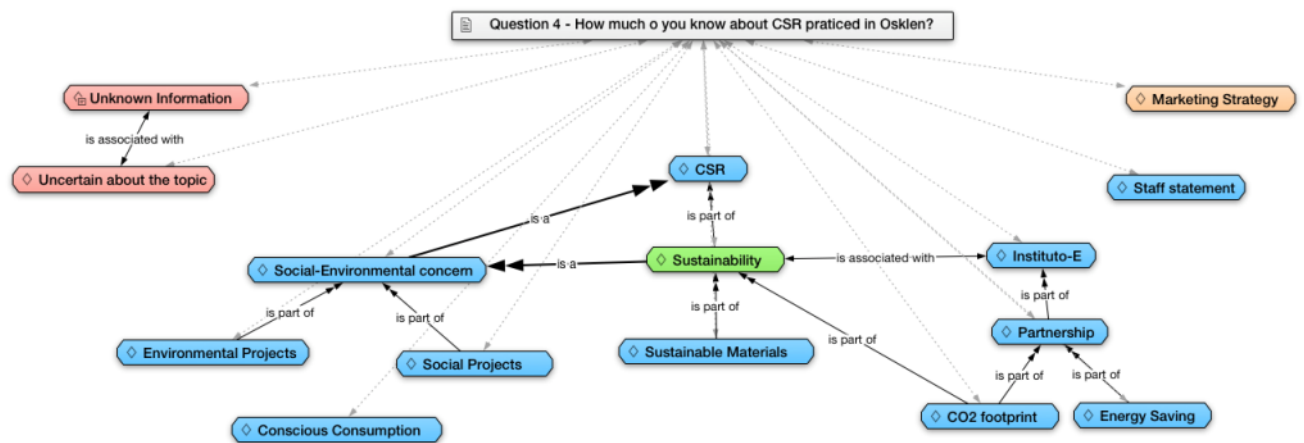 Question 4 - How much o you know about CSR praticed in Osklen?
Unknown Information
Marketing Strategy
is associated with
Uncertain about the topic
CSR
Staff statement
is a
is part of
Social-Environmental concern
is a
Sustainability
is associated with
Instituto-E
is part of
is part of
is part of
is part of
Partnership
Environmental Projects
Social Projects
Sustainable Materials
is part of
is part of
is part of
Conscious Consumption
CO2 footprint
Energy Saving